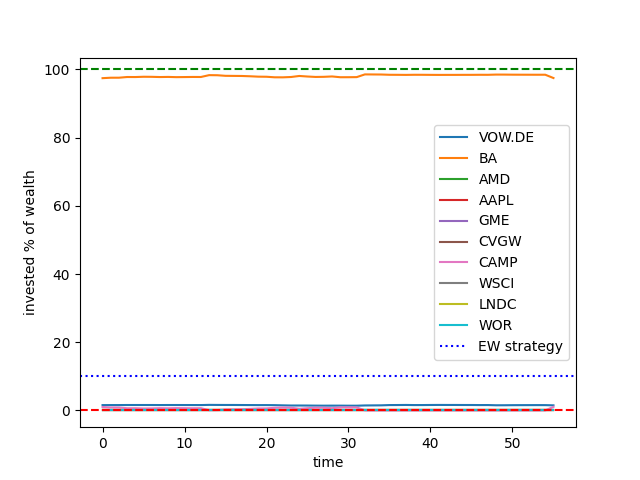 100
80
60
40
20
0
invested % of wealth
VOW.DE
BA
AMD
AAPL
GME
CVGW
CAMP
WSCI
LNDC
WOR
EW strategy
0 10 20 30 40 50
time